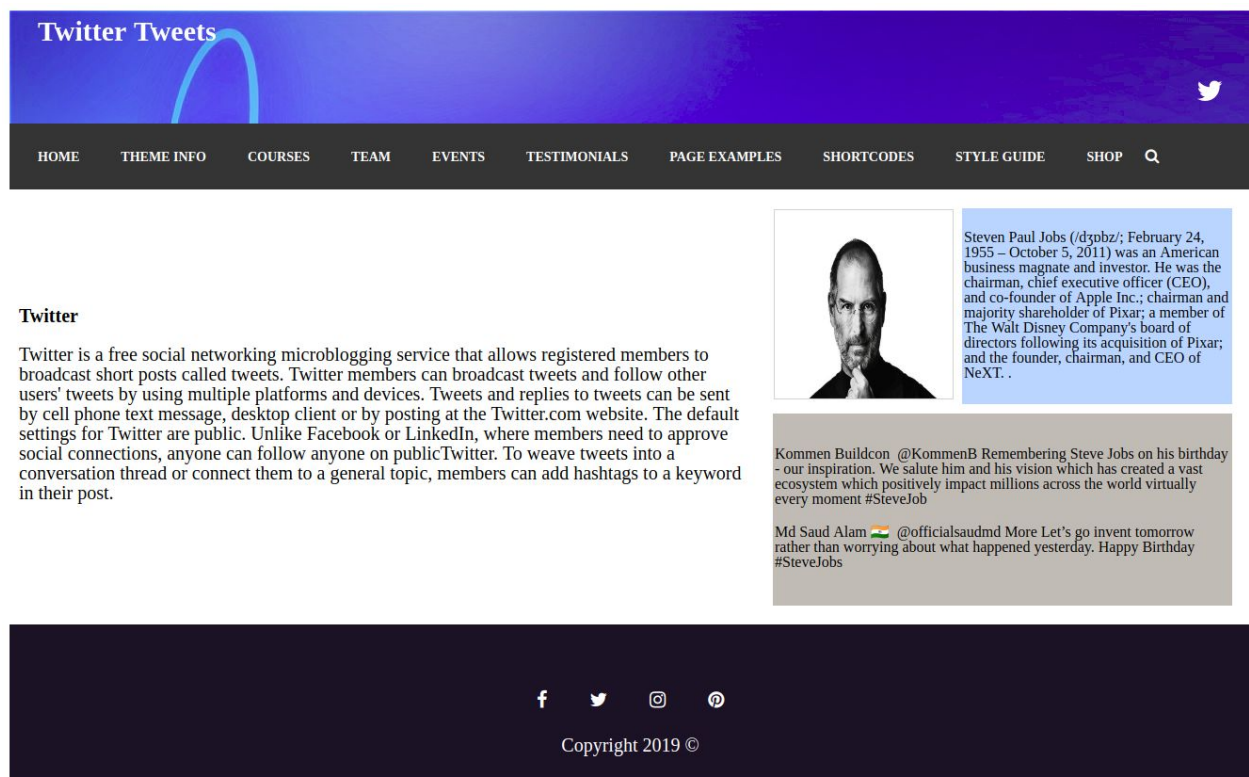 Twitter Tweets
HOME THEME INFO COURSES TEAM EVENTS TESTIMONIALS PAGE EXAMPLES SHORTCODES STYLE GUIDE SHOP
Twitter
Twitter is a free social networking microblogging service that allows registered members to
broadcast short posts called tweets. Twitter members can broadcast tweets and follow other
users' tweets by using multiple platforms and devices. Tweets and replies to tweets can be sent
by cell phone text message, desktop client or by posting at the Twitter.com website. The default
settings for Twitter are public. Unlike Facebook or LinkedIn, where members need to approve
social connections, anyone can follow anyone on publicTwitter. To weave tweets into a
conversation thread or connect them to a general topic, members can add hashtags to a keyword
in their post.
Steven Paul Jobs (/dʒɒbz/; February 24,
1955 – October 5, 2011) was an American
business magnate and investor. He was the
chairman, chief executive officer (CEO),
and co-founder of Apple Inc.; chairman and
majority shareholder of Pixar; a member of
The Walt Disney Company's board of
directors following its acquisition of Pixar;
and the founder, chairman, and CEO of
NeXT. .
Kommen Buildcon  @KommenB Remembering Steve Jobs on his birthday
- our inspiration. We salute him and his vision which has created a vast
ecosystem which positively impact millions across the world virtually
every moment #SteveJob
Md Saud Alam 🇮🇳 @officialsaudmd More Let’s go invent tomorrow
rather than worrying about what happened yesterday. Happy Birthday
#SteveJobs
Copyright 2019 ©